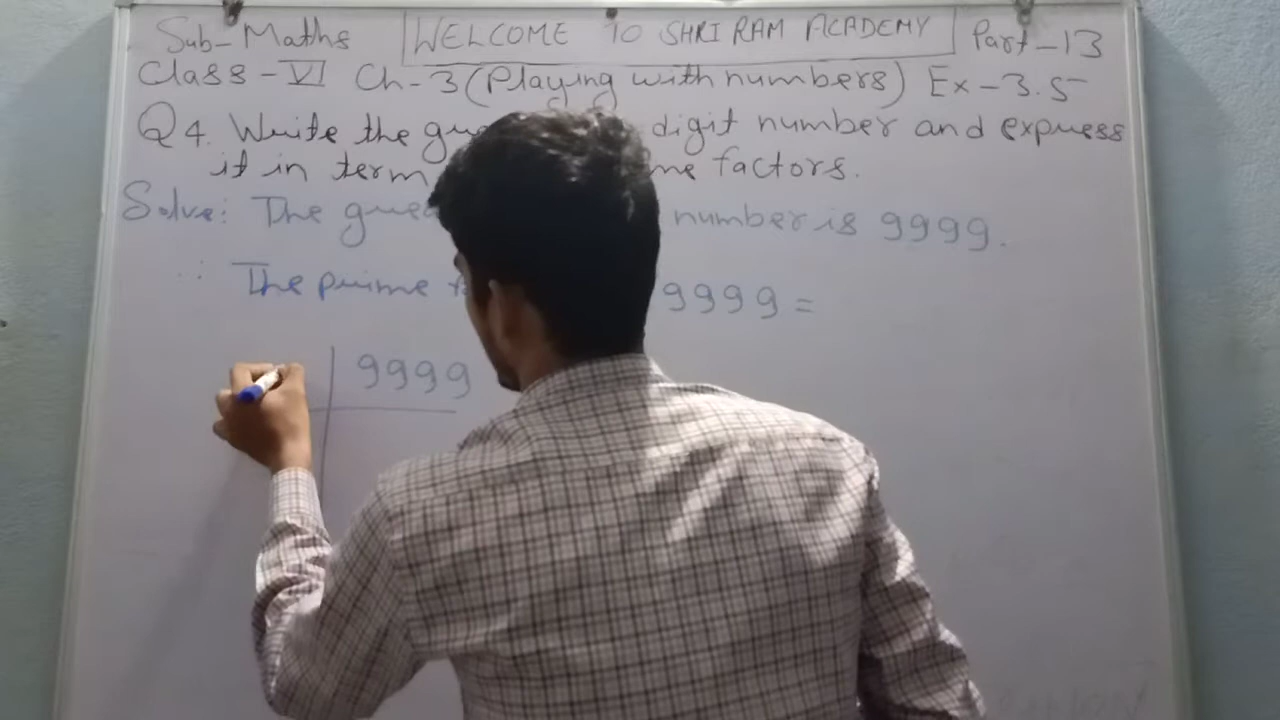 Sub-Maths WELCOME TO SHRI RAM ACADEMY Part-13
Class-VI Ch-3 (Playing with numbers) Ex-3.5
Q4. Write the digit number and express
it in term factors.
Solve: The number is 9999.
∴ The prime 9999 =
9999